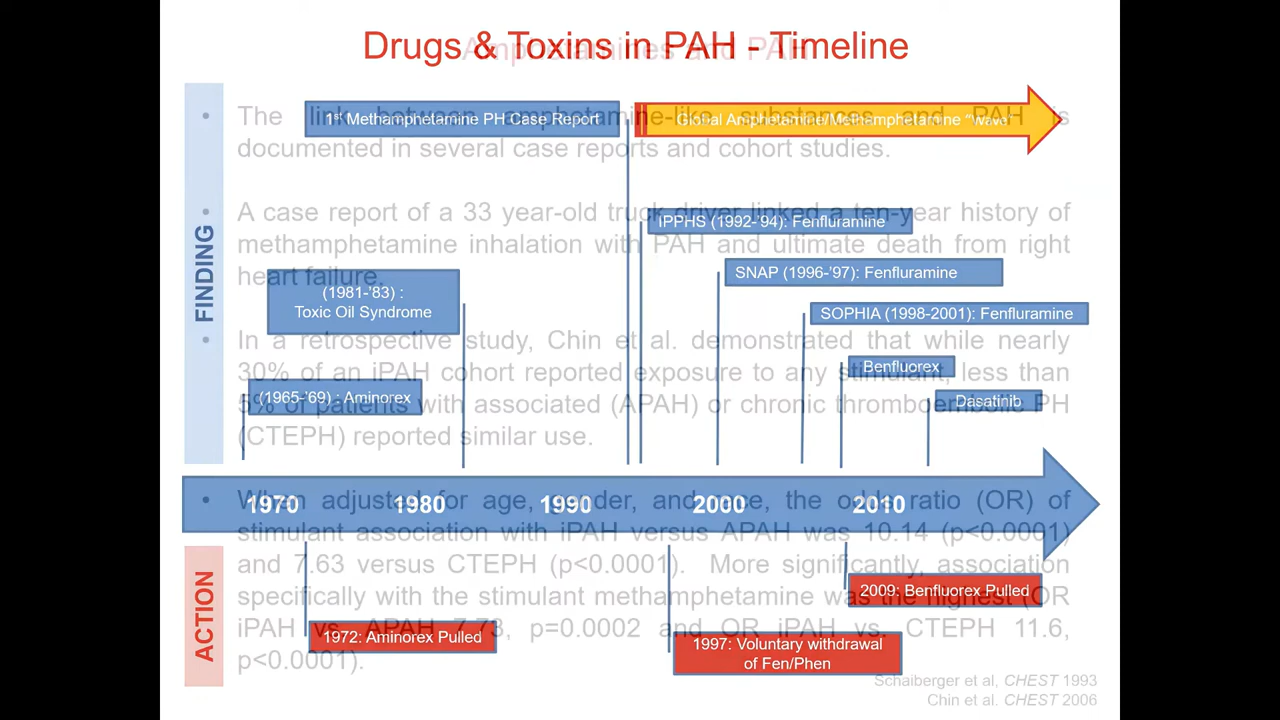 Drugs & Toxins in PAH - Timeline
Amphetamines and PAH
FINDING
1st Methamphetamine PH Case Report
Global Amphetamine/Methamphetamine "wave"
IPPHS (1992-'94): Fenfluramine
SNAP (1996-'97): Fenfluramine
(1981-'83) :
Toxic Oil Syndrome
SOPHIA (1998-2001): Fenfluramine
Benfluorex
(1965-'69) : Aminorex
Dasatinib
1970 1980 1990 2000 2010
ACTION
2009: Benfluorex Pulled
1972: Aminorex Pulled
1997: Voluntary withdrawal
of Fen/Phen
• The link between amphetamine-like substances and PAH is
documented in several case reports and cohort studies.
• A case report of a 33 year-old truck driver linked a ten-year history of
methamphetamine inhalation with PAH and ultimate death from right
heart failure.
• In a retrospective study, Chin et al. demonstrated that while nearly
30% of an iPAH cohort reported exposure to any stimulant, less than
5% of patients with associated (APAH) or chronic thromboembolic PH
(CTEPH) reported similar use.
• When adjusted for age, gender, and race, the odds ratio (OR) of
stimulant association with iPAH versus APAH was 10.14 (p<0.0001)
and 7.63 versus CTEPH (p<0.0001). More significantly, association
specifically with the stimulant methamphetamine was the highest (OR
iPAH vs. APAH 7.73, p=0.0002 and OR iPAH vs. CTEPH 11.6,
p<0.0001).
Schaiberger et al, CHEST 1993
Chin et al. CHEST 2006